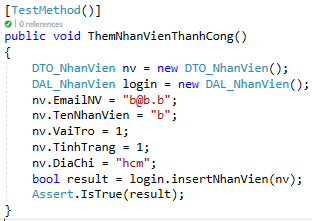 [TestMethod()]
0 references
public void ThemNhanVienThanhCong()
{
DTO_NhanVien nv = new DTO_NhanVien();
DAL_NhanVien login = new DAL_NhanVien();
nv.EmailNV = "b@b.b";
nv.TenNhanVien = "b";
nv.VaiTro = 1;
nv.TinhTrang = 1;
nv.DiaChi = "hcm";
bool result = login.insertNhanVien(nv);
Assert.IsTrue(result);
}